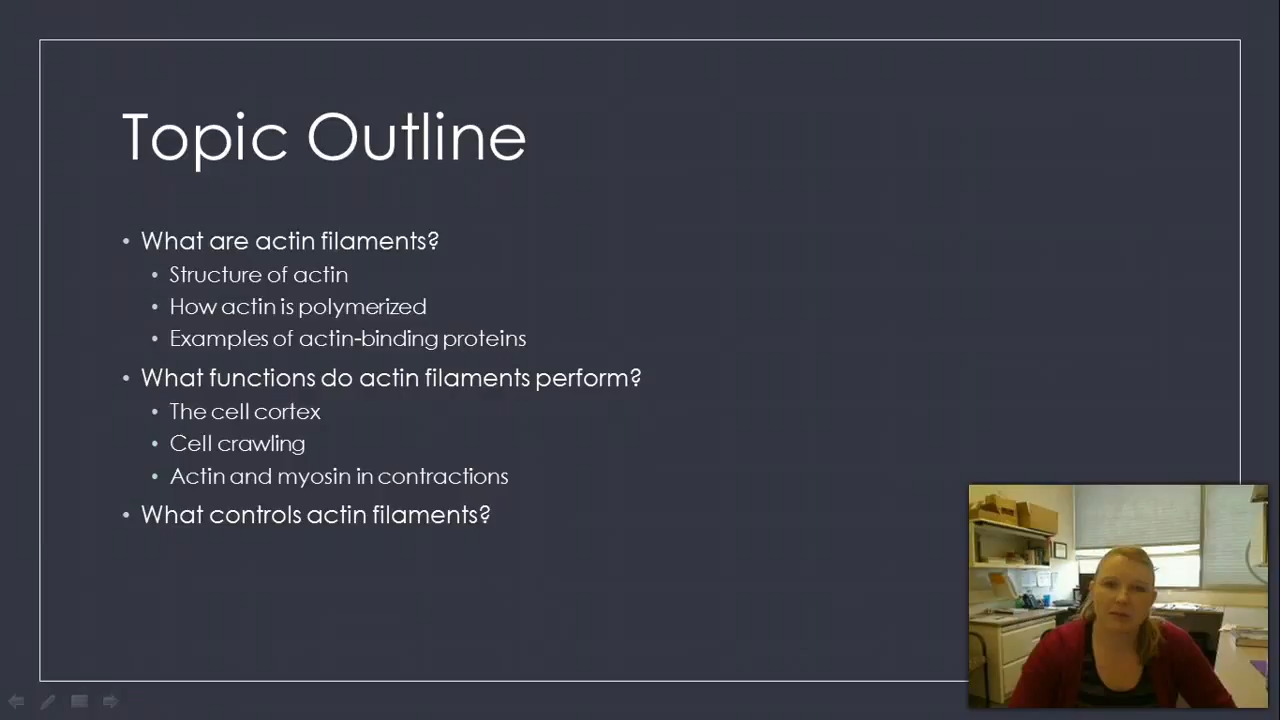 Topic Outline
• What are actin filaments?
• Structure of actin
• How actin is polymerized
• Examples of actin-binding proteins
• What functions do actin filaments perform?
• The cell cortex
• Cell crawling
• Actin and myosin in contractions
• What controls actin filaments?